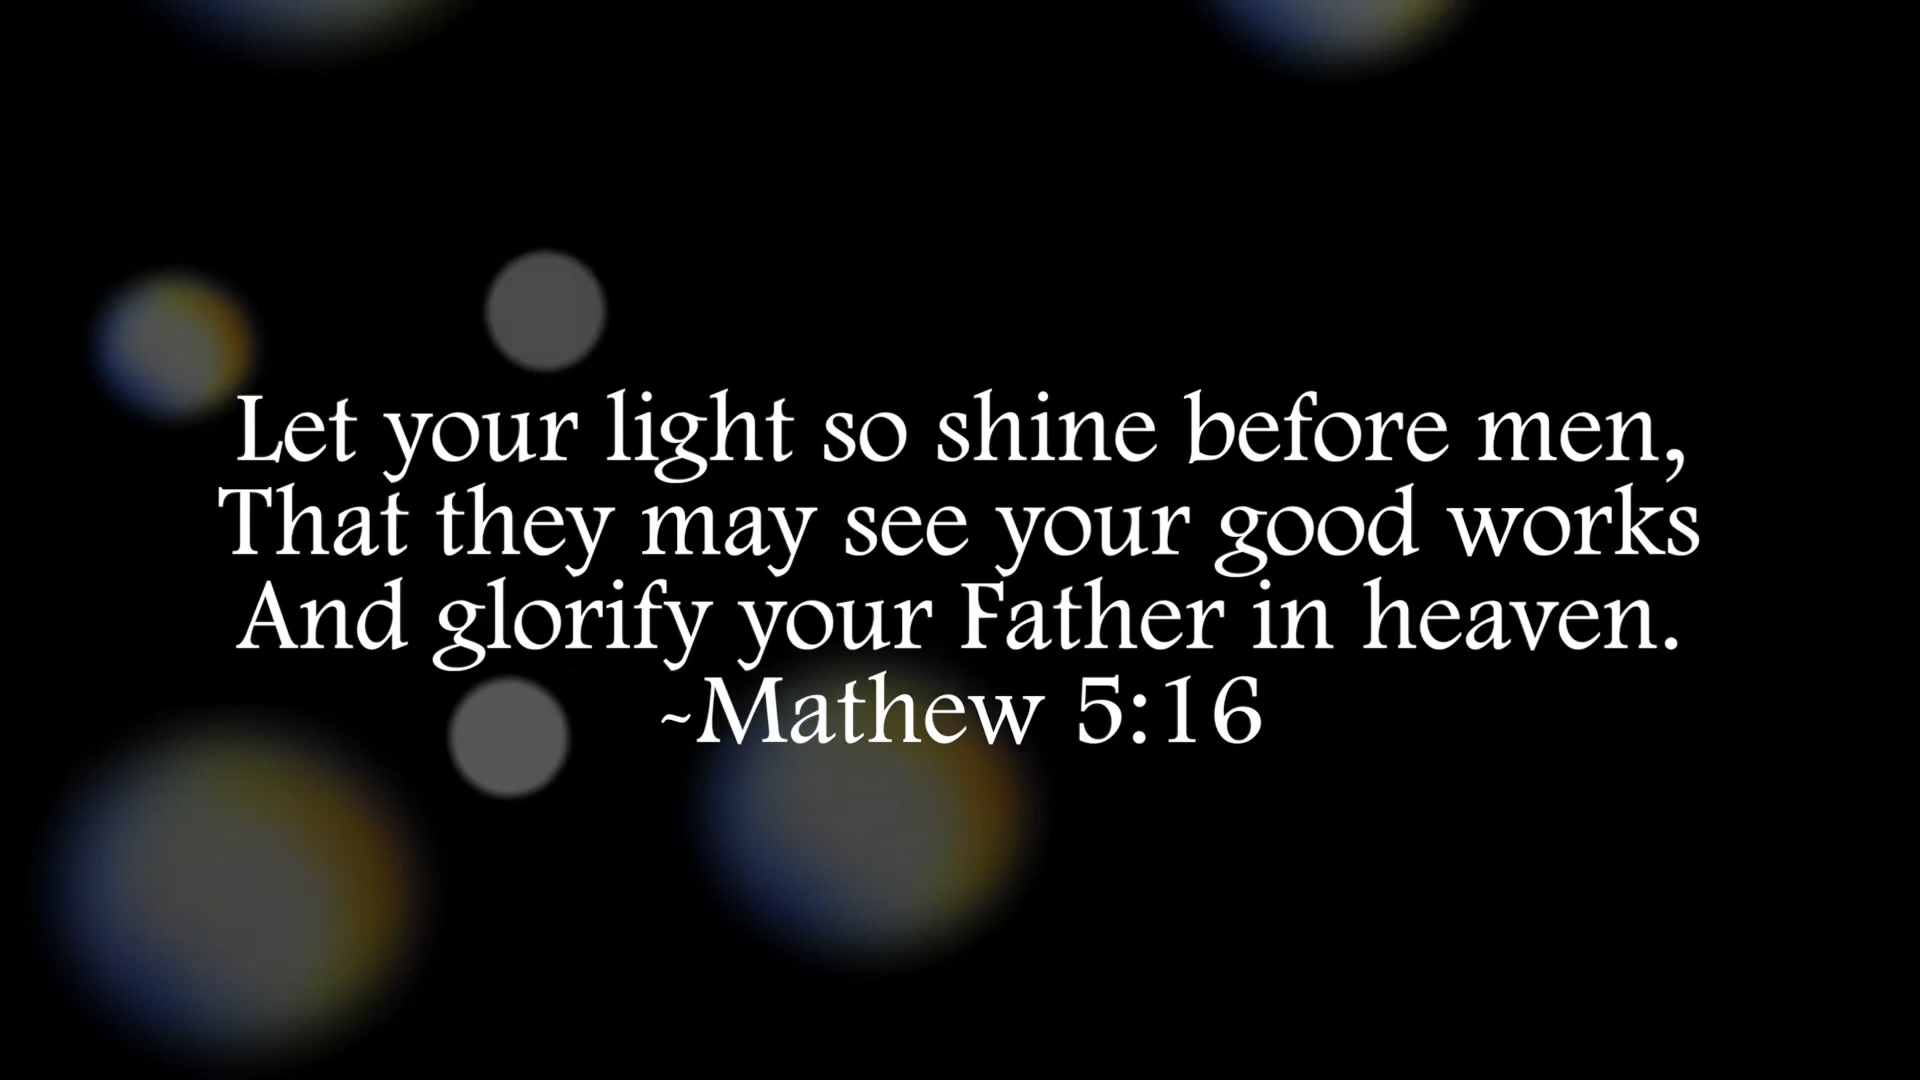 Let your light so shine before men,
That they may see your good works
And glorify your Father in heaven.
~Mathew 5:16